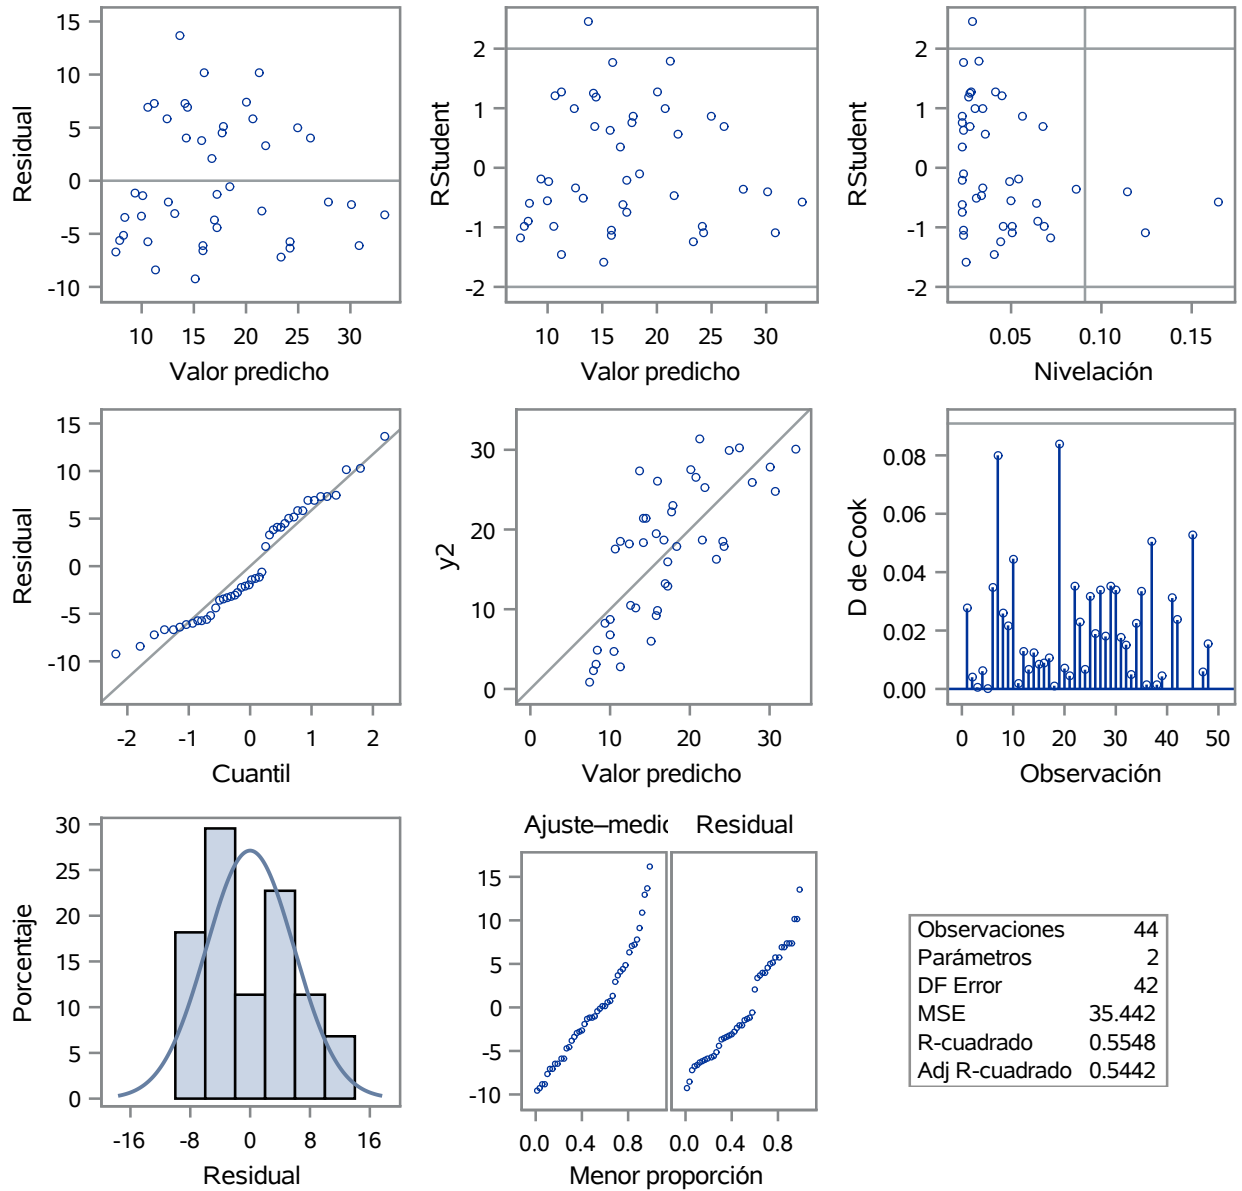 15
10
5
0
-5
-10
Residual
10 15 20 25 30
Valor predicho
2
1
0
-1
-2
RStudent
10 15 20 25 30
Valor predicho
2
1
0
-1
-2
RStudent
0.05 0.10 0.15
Nivelación
15
10
5
0
-5
-10
Residual
-2 -1 0 1 2
Cuantil
30
20
10
0
y2
0 10 20 30
Valor predicho
0.08
0.06
0.04
0.02
0.00
D de Cook
0 10 20 30 40 50
Observación
30
25
20
15
10
5
0
Porcentaje
-16 -8 0 8 16
Residual
Ajuste–medic Residual
15
10
5
0
-5
-10
0.0 0.4 0.8 0.0 0.4 0.8
Menor proporción
Observaciones 44
Parámetros 2
DF Error 42
MSE 35.442
R-cuadrado 0.5548
Adj R-cuadrado 0.5442